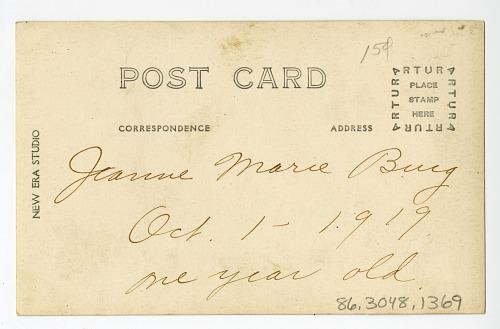 15¢
POST CARD
ARTURA
ARTURA
PLACE
STAMP
HERE
ARTURA
ARTURA
CORRESPONDENCE
ADDRESS
NEW ERA STUDIO
Jeanne Marie Burg
Oct. 1 - 1919.
one year old.
86.3048.1369